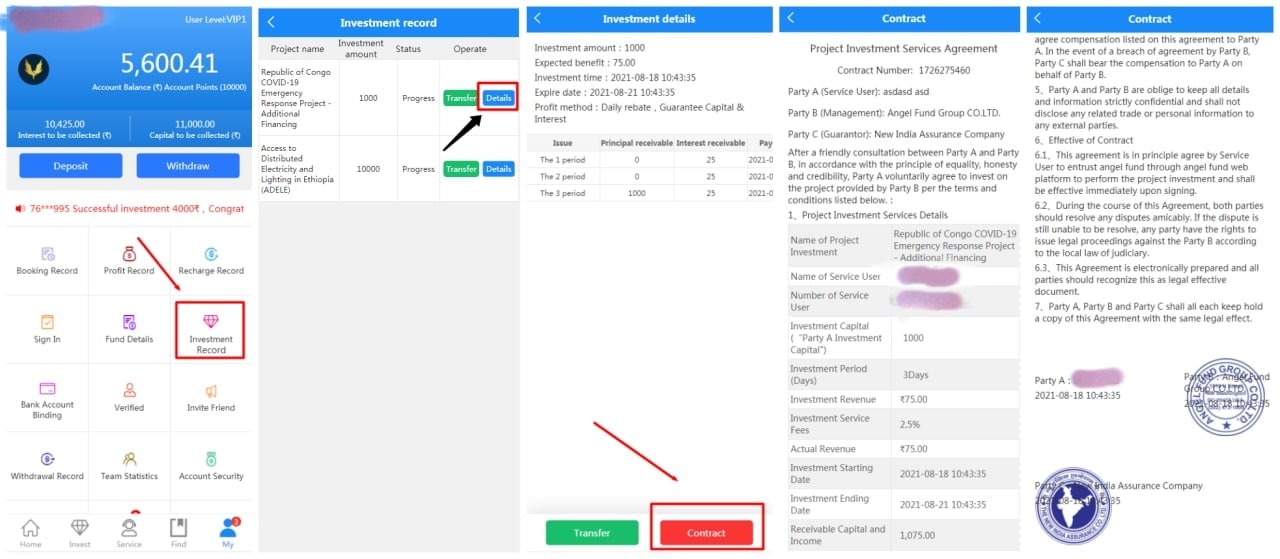 User Level:VIP1
5,600.41
Account Balance (₹) Account Points (10000)
10,425.00
Interest to be collected (₹)
11,000.00
Capital to be collected (₹)
Deposit
Withdraw
76***995 Successful investment 4000₹ , Congrat
Booking Record
Profit Record
Recharge Record
Sign In
Fund Details
Investment
Record
Bank Account
Binding
Verified
Invite Friend
Withdrawal Record
Team Statistics
Account Security
Home
Invest
Service
Find
3
My
Investment record
Project name
Investment
amount
Status
Operate
Republic of Congo
COVID-19
Emergency
Response Project -
Additional
Financing
1000
Progress
Transfer
Details
Access to
Distributed
Electricity and
Lighting in Ethiopia
(ADELE)
10000
Progress
Transfer
Details
Investment details
Investment amount : 1000
Expected benefit : 75.00
Investment time : 2021-08-18 10:43:35
Expire date : 2021-08-21 10:43:35
Profit method : Daily rebate , Guarantee Capital &
Interest
Issue Principal receivable Interest receivable Pay
The 1 period 0 25 2021-0
The 2 period 0 25 2021-0
The 3 period 1000 25 2021-0
Transfer
Contract
Contract
Project Investment Services Agreement
Contract Number: 1726275460
Party A (Service User): asdasd asd
Party B (Management): Angel Fund Group CO.LTD.
Party C (Guarantor): New India Assurance Company
After a friendly consultation between Party A and Party
B, in accordance with the principle of equality, honesty
and credibility, Party A voluntarily agree to invest on
the project provided by Party B per the terms and
conditions listed below. :
1、Project Investment Services Details
Name of Project
Investment
Republic of Congo COVID-19
Emergency Response Project
- Additional Financing
Name of Service User
Number of Service
User
Investment Capital
( "Party A Investment
Capital")
1000
Investment Period
(Days)
3Days
Investment Revenue
₹75.00
Investment Service
Fees
2.5%
Actual Revenue
₹75.00
Investment Starting
Date
2021-08-18 10:43:35
Investment Ending
Date
2021-08-21 10:43:35
Receivable Capital and
Income
1,075.00
Contract
agree compensation listed on this agreement to Party
A. In the event of a breach of agreement by Party B,
Party C shall bear the compensation to Party A on
behalf of Party B.
5、Party A and Party B are oblige to keep all details
and information strictly confidential and shall not
disclose any related trade or personal information to
any external parties.
6、Effective of Contract
6.1、This agreement is in principle agree by Service
User to entrust angel fund through angel fund web
platform to perform the project investment and shall
be effective immediately upon signing.
6.2、During the course of this Agreement, both parties
should resolve any disputes amicably. If the dispute is
still unable to be resolve, any party have the rights to
issue legal proceedings against the Party B according
to the local law of judiciary.
6.3、This Agreement is electronically prepared and all
parties should recognize this as legal effective
document.
7、Party A, Party B and Party C shall all each keep hold
a copy of this Agreement with the same legal effect.
Party A :
2021-08-18 10:43:35
Party B : Angel Fund
Group CO.LTD.
2021-08-18 10:43:35
ANGEL FUND GROUP CO.LTD.
Party C : New India Assurance Company
2021-08-18 10:43:35
THE NEW INDIA ASSURANCE CO. LTD.